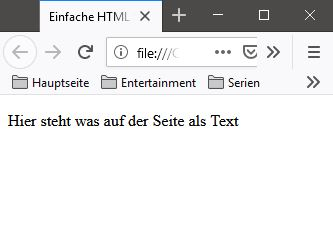 Einfache HTML
file:///
Hauptseite Entertainment Serien
Hier steht was auf der Seite als Text